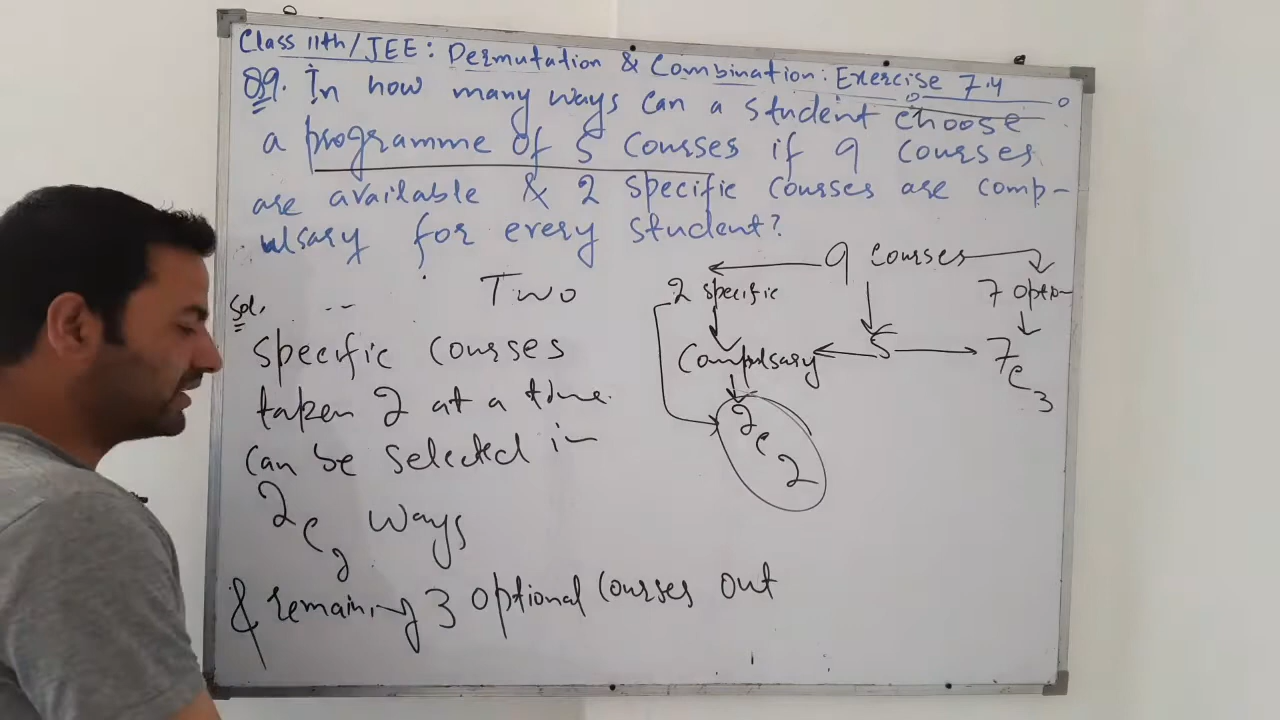 Class 11th/JEE: Permutation & Combination: Exercise 7.4
Q9. In how many ways can a student choose
a programme of 5 courses if 9 courses
are available & 2 specific courses are comp-
ulsary for every student?
9 courses
2 specific
7 option
Compulsary
5
7c3
2c2
Sol. -- Two
specific courses
taken 2 at a time
can be selected in
2c2 ways
& remaining 3 optional courses out